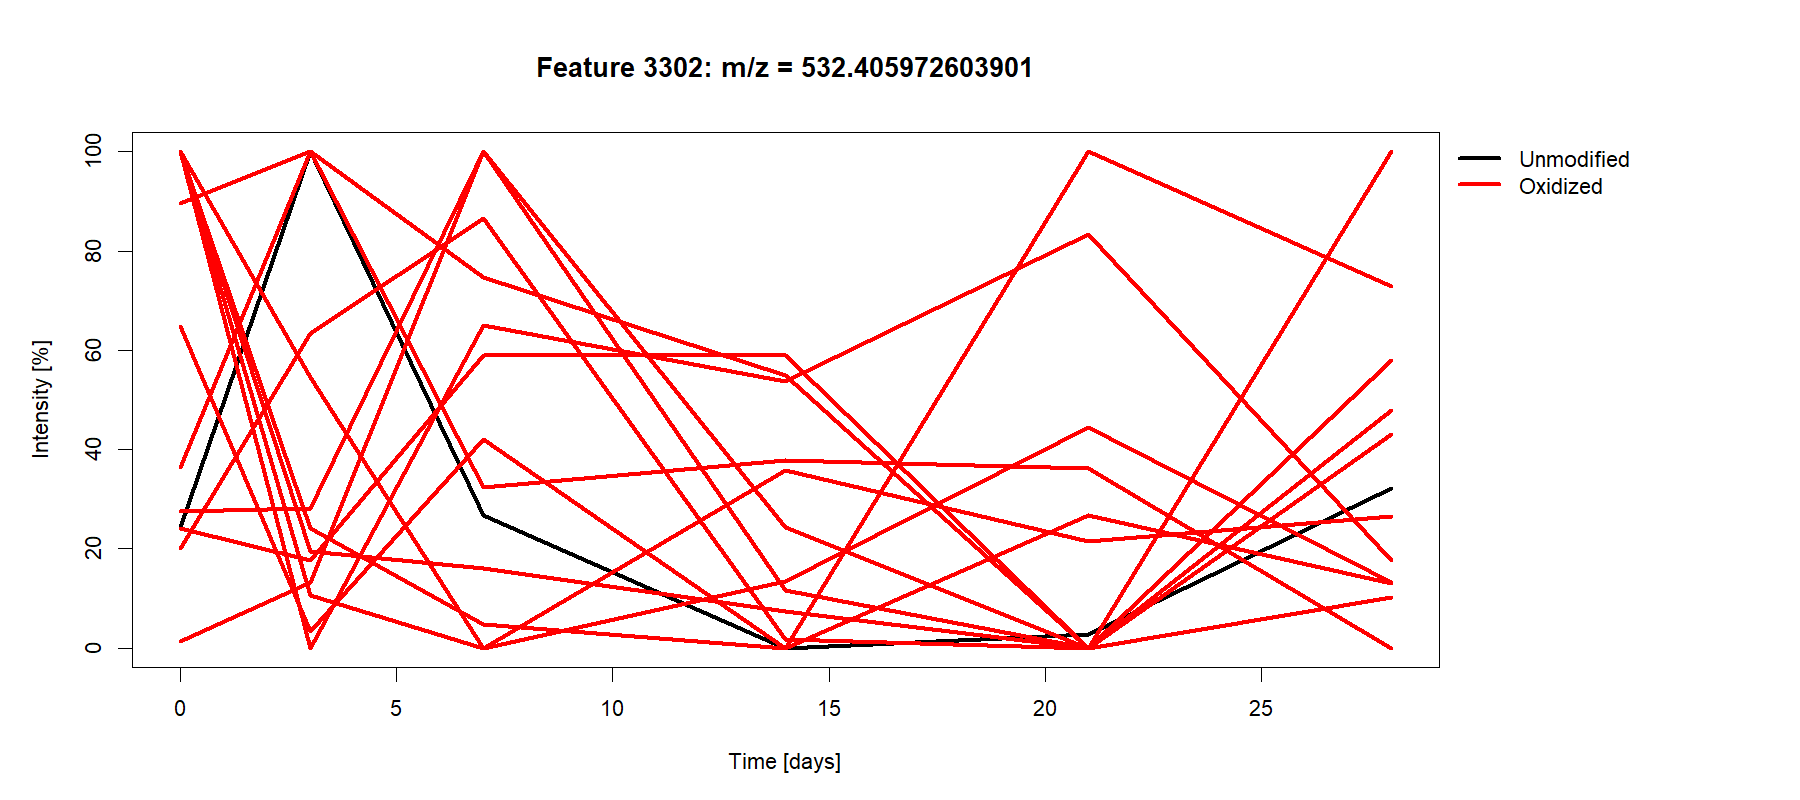 Feature 3302: m/z = 532.405972603901
Unmodified
Oxidized
Intensity [%]
100
80
60
40
20
0
0 5 10 15 20 25
Time [days]